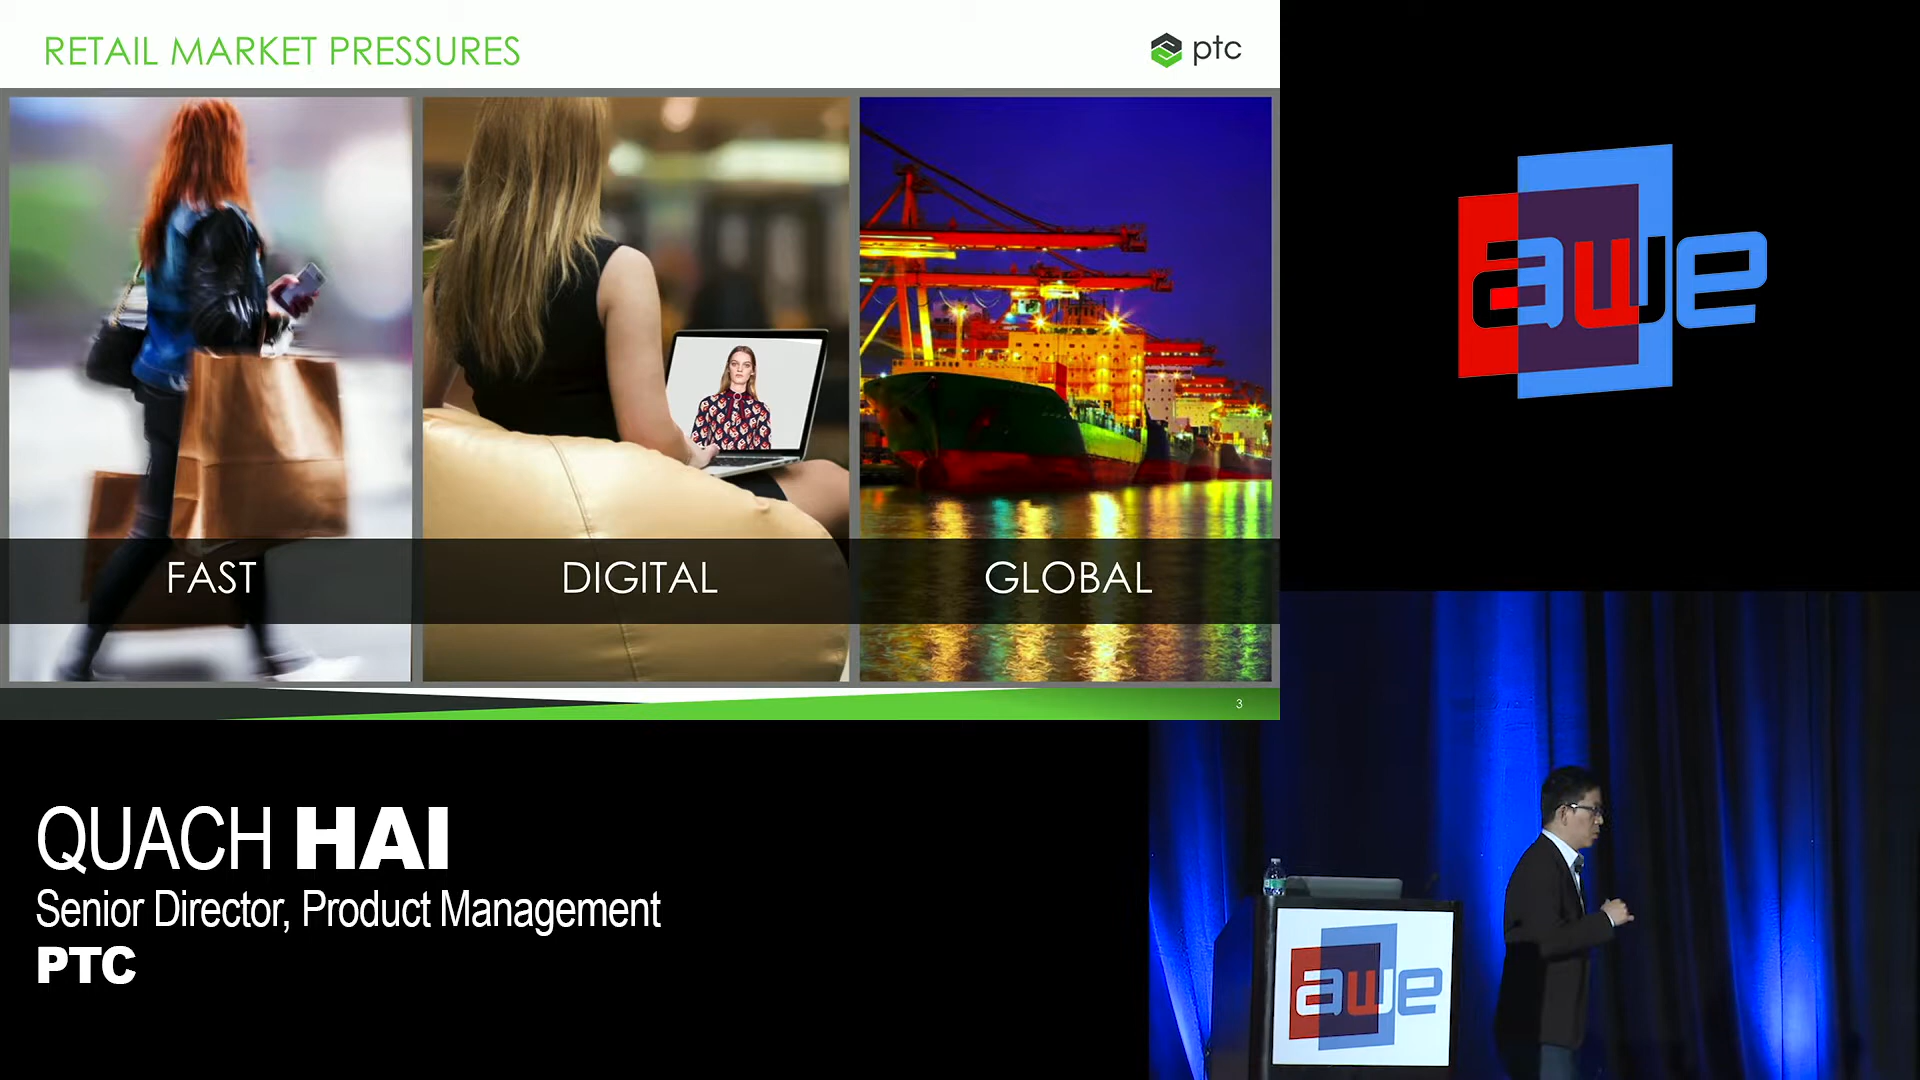 RETAIL MARKET PRESSURES
ptc
FAST
DIGITAL
GLOBAL
3
awe
QUACH HAI
Senior Director, Product Management
PTC
awe